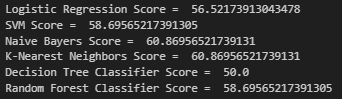 Logistic Regression Score =  56.52173913043478
SVM Score =  58.69565217391305
Naive Bayers Score =  60.86956521739131
K-Nearest Neighbors Score =  60.86956521739131
Decision Tree Classifier Score =  50.0
Random Forest Classifier Score =  58.69565217391305